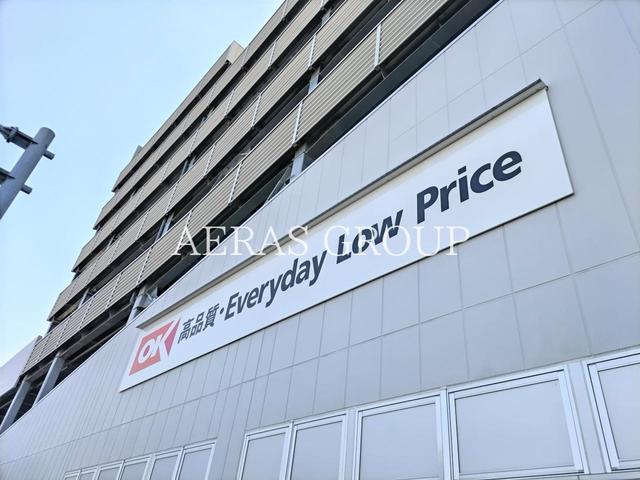 OK 高品質・Everyday Low Price
AERAS GROUP